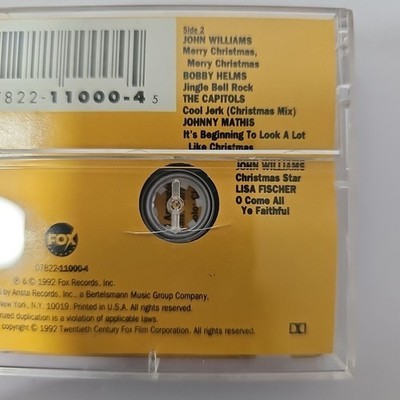 Side 2
JOHN WILLIAMS
Merry Christmas,
Merry Christmas
BOBBY HELMS
Jingle Bell Rock
THE CAPITOLS
Cool Jerk (Christmas Mix)
JOHNNY MATHIS
It's Beginning To Look A Lot
Like Christmas
JOHN WILLIAMS
Christmas Star
LISA FISCHER
O Come All
Ye Faithful
7822-11000-4 5
FOX
07822-11000-4
℗ & © 1992 Fox Records, Inc.
by Arista Records, Inc., a Bertelsmann Music Group Company,
New York, N.Y. 10019. Printed in U.S.A. All rights reserved.
duplication is a violation of applicable laws.
copyright © 1992 Twentieth Century Fox Film Corporation. All rights reserved.